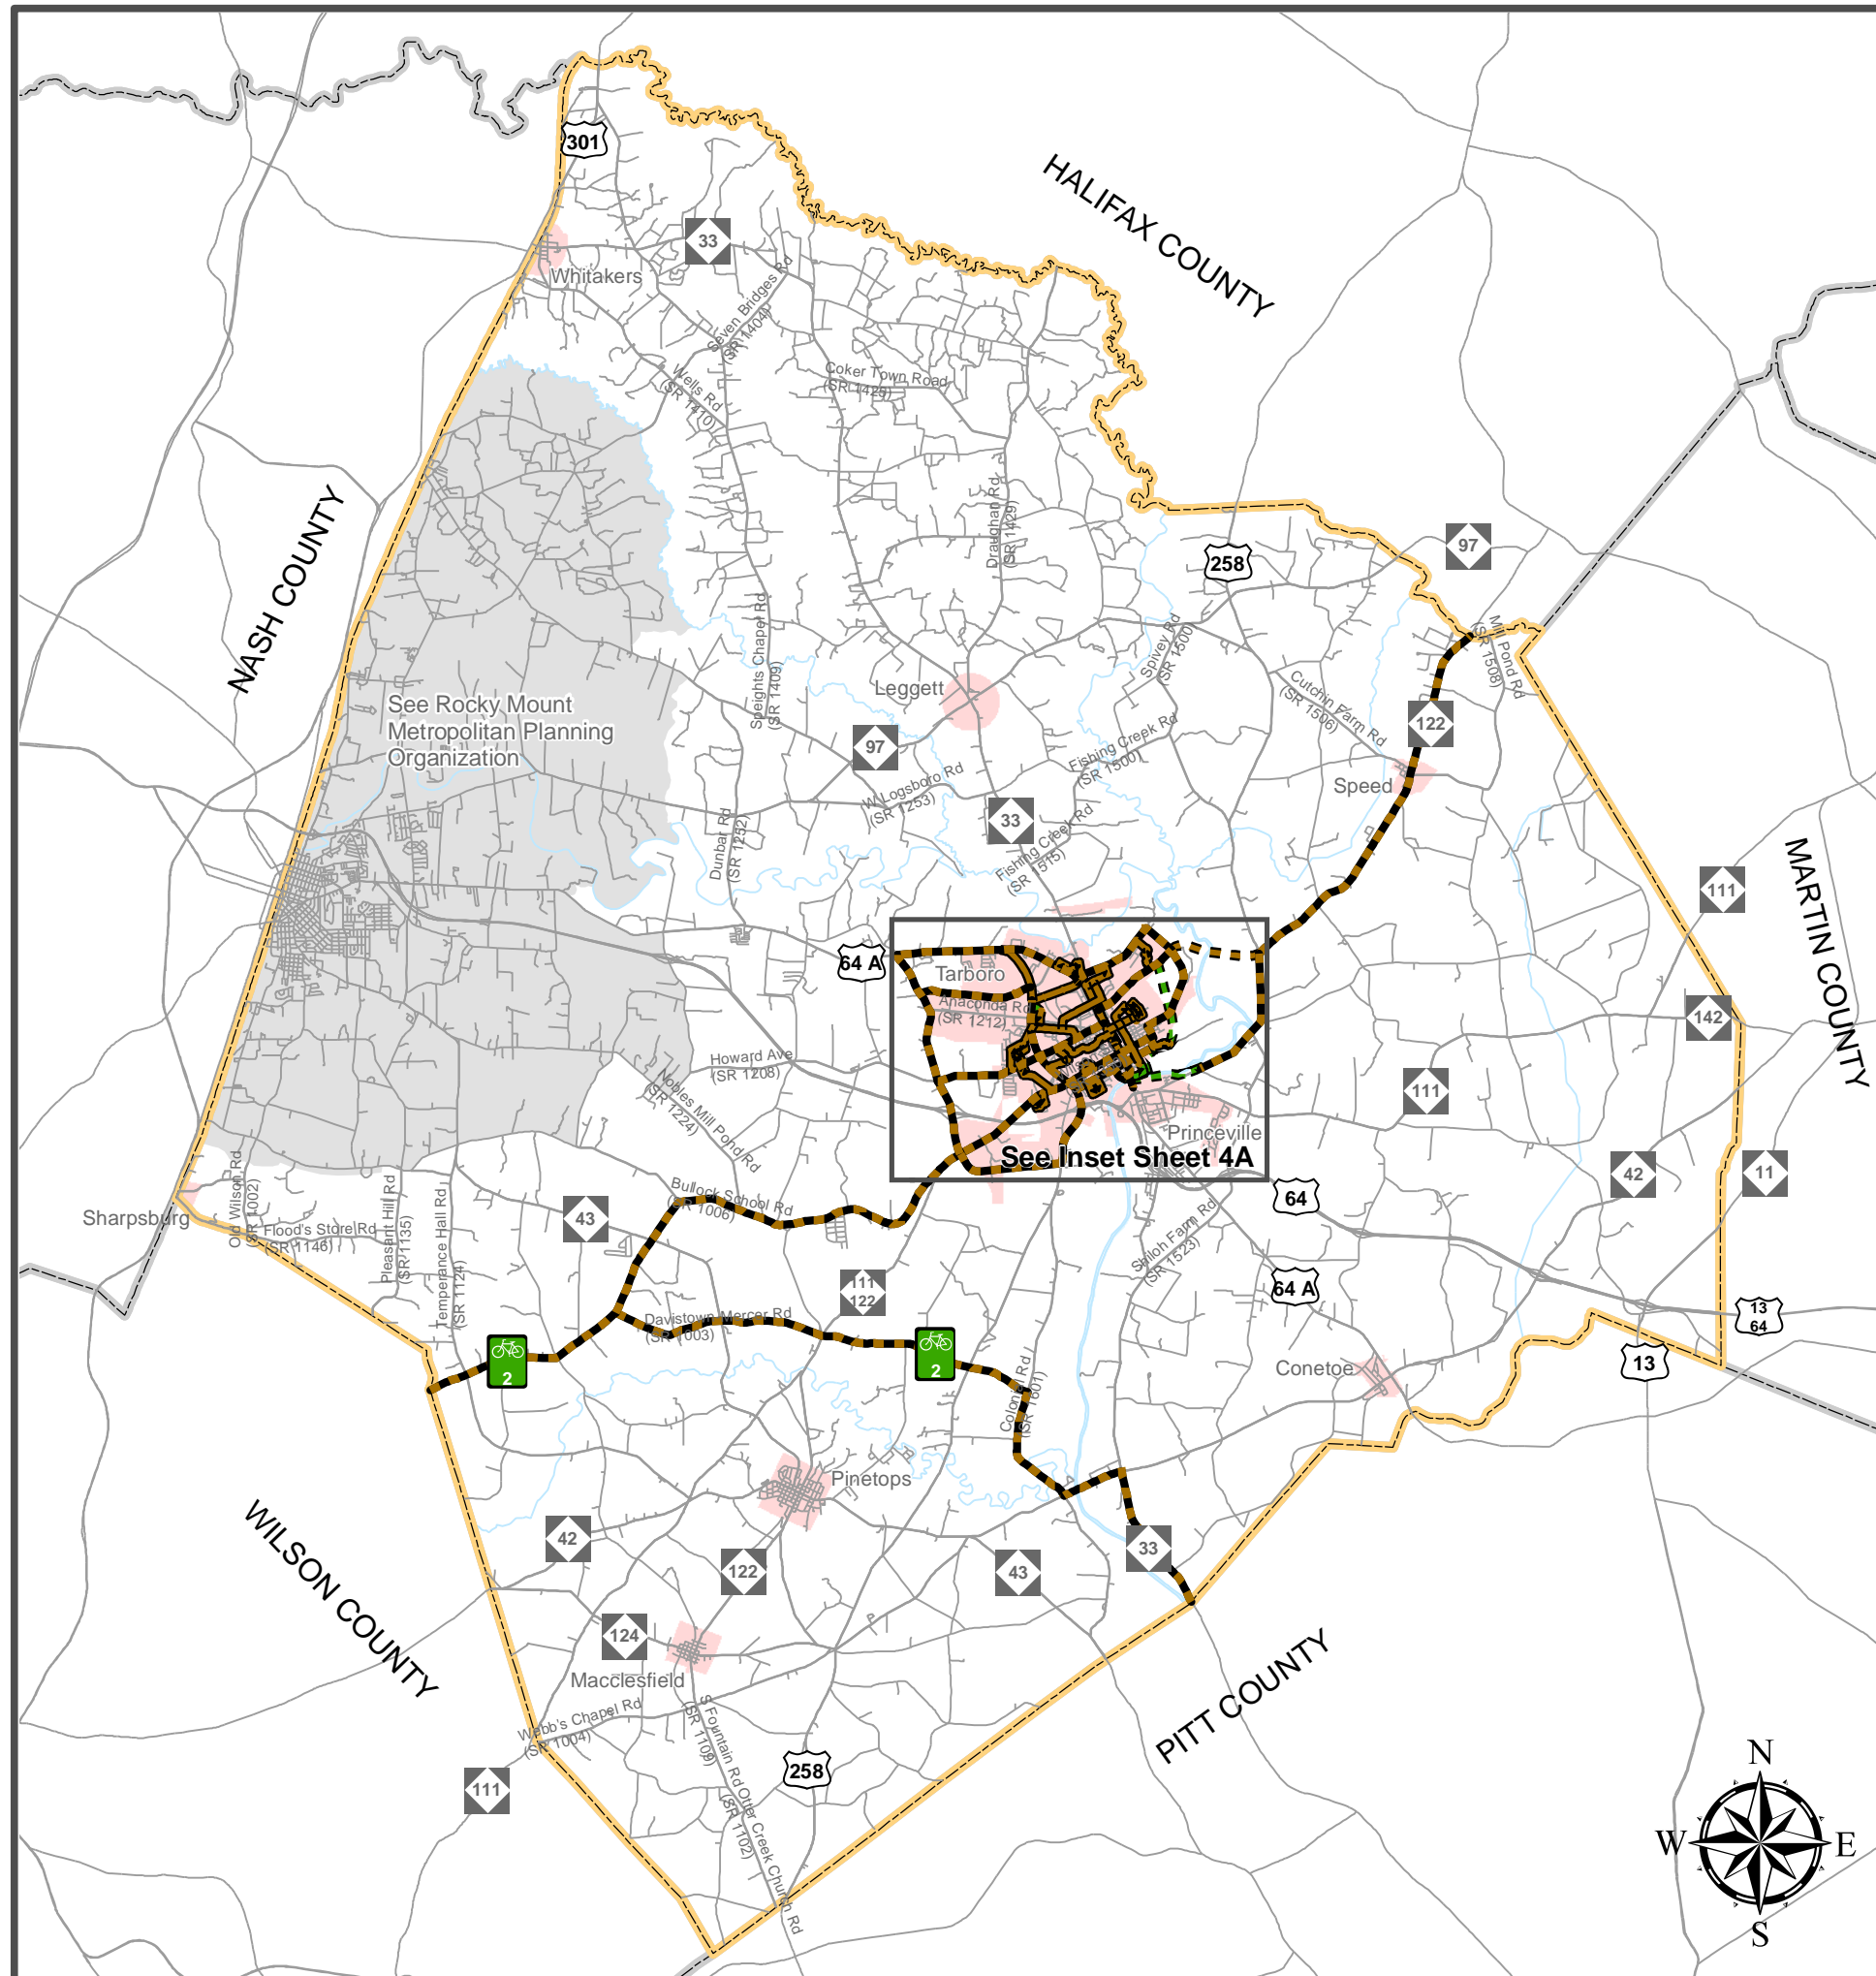 301
HALIFAX COUNTY
33
Whitakers
Seven Bridges Rd
(SR 1404)
Wells Rd
(SR 1410)
Coker Town Road
(SR 1429)
NASH COUNTY
Draughan Rd
(SR 1429)
258
97
Mill Pond Rd
(SR 1508)
Speights Chapel Rd
(SR 1409)
Spivey Rd
(SR 1500)
Leggett
Cutchin Farm Rd
(SR 1506)
See Rocky Mount
Metropolitan Planning
Organization
122
97
Fishing Creek Rd
(SR 1500)
Speed
W Logsboro Rd
(SR 1253)
33
Dunbar Rd
(SR 1252)
Fishing Creek Rd
(SR 1515)
MARTIN COUNTY
111
64 A
Tarboro
Anaconda Rd
(SR 1212)
142
Howard Ave
(SR 1208)
111
Nobles Mill Pond Rd
(SR 1224)
Princeville
See Inset Sheet 4A
42
11
Old Wilson Rd
(SR 1002)
Sharpsburg
Flood's Store Rd
(SR 1146)
Pleasant Hill Rd
(SR1135)
Temperance Hall Rd
(SR 1124)
43
Bullock School Rd
(SR 1006)
64
Shiloh Farm Rd
(SR 1523)
111
122
64 A
Davistown Mercer Rd
(SR 1003)
13
64
2
2
Conetoe
13
Colonial Rd
(SR 1601)
Pinetops
WILSON COUNTY
42
122
43
33
124
Macclesfield
PITT COUNTY
Webb's Chapel Rd
(SR 1004)
S Fountain Rd
(SR 1109)
258
111
Otter Creek Church Rd
(SR 1102)
N
W
E
S